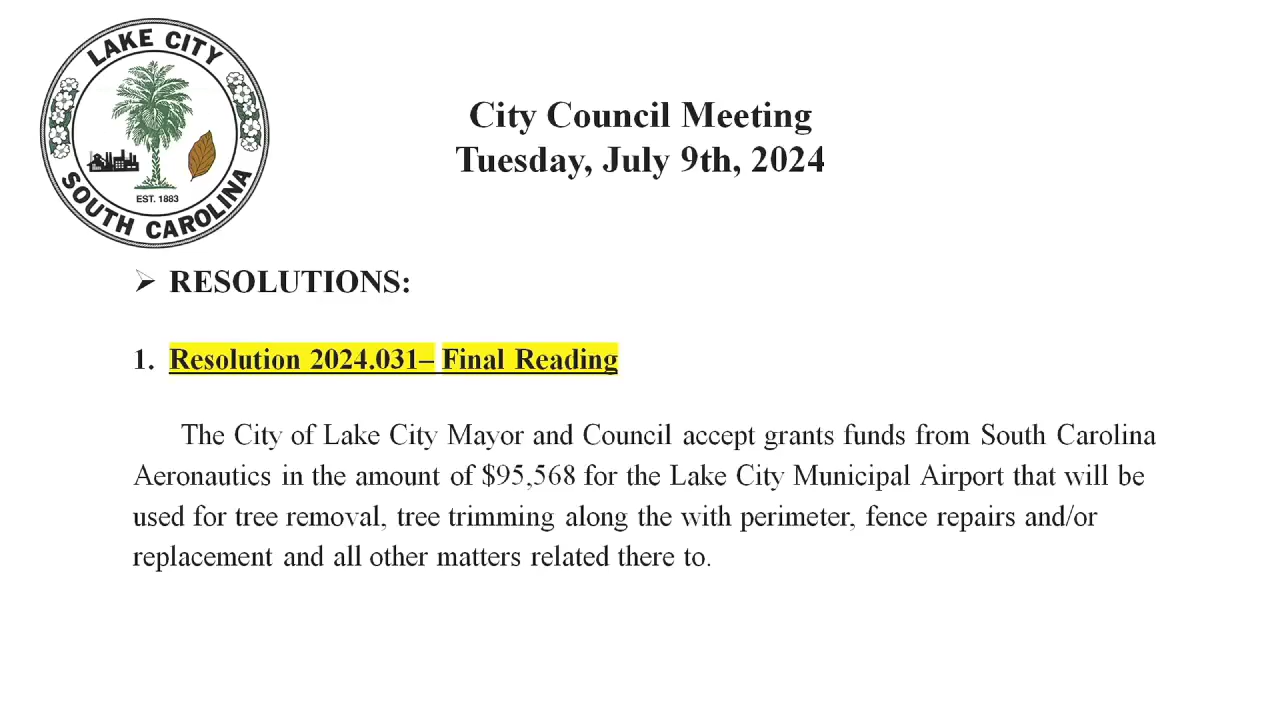 LAKE CITY
EST. 1883
SOUTH CAROLINA
City Council Meeting
Tuesday, July 9th, 2024
➢ RESOLUTIONS:
1. Resolution 2024.031– Final Reading
The City of Lake City Mayor and Council accept grants funds from South Carolina
Aeronautics in the amount of $95,568 for the Lake City Municipal Airport that will be
used for tree removal, tree trimming along the with perimeter, fence repairs and/or
replacement and all other matters related there to.